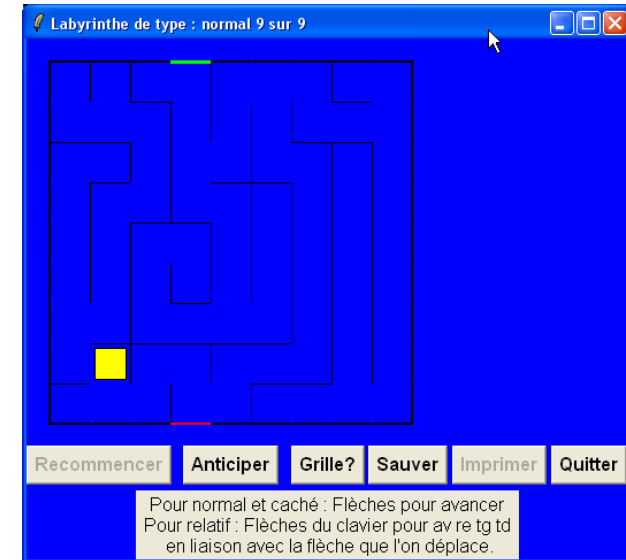 Labyrinthe de type : normal 9 sur 9
Recommencer Anticiper Grille? Sauver Imprimer Quitter
Pour normal et caché : Flèches pour avancer
Pour relatif : Flèches du clavier pour av re tg td
en liaison avec la flèche que l'on déplace.